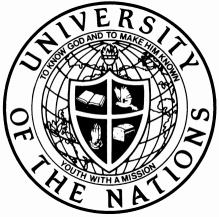 UNIVERSITY
OF THE NATIONS
TO KNOW GOD AND TO MAKE HIM KNOWN
YOUTH WITH A MISSION